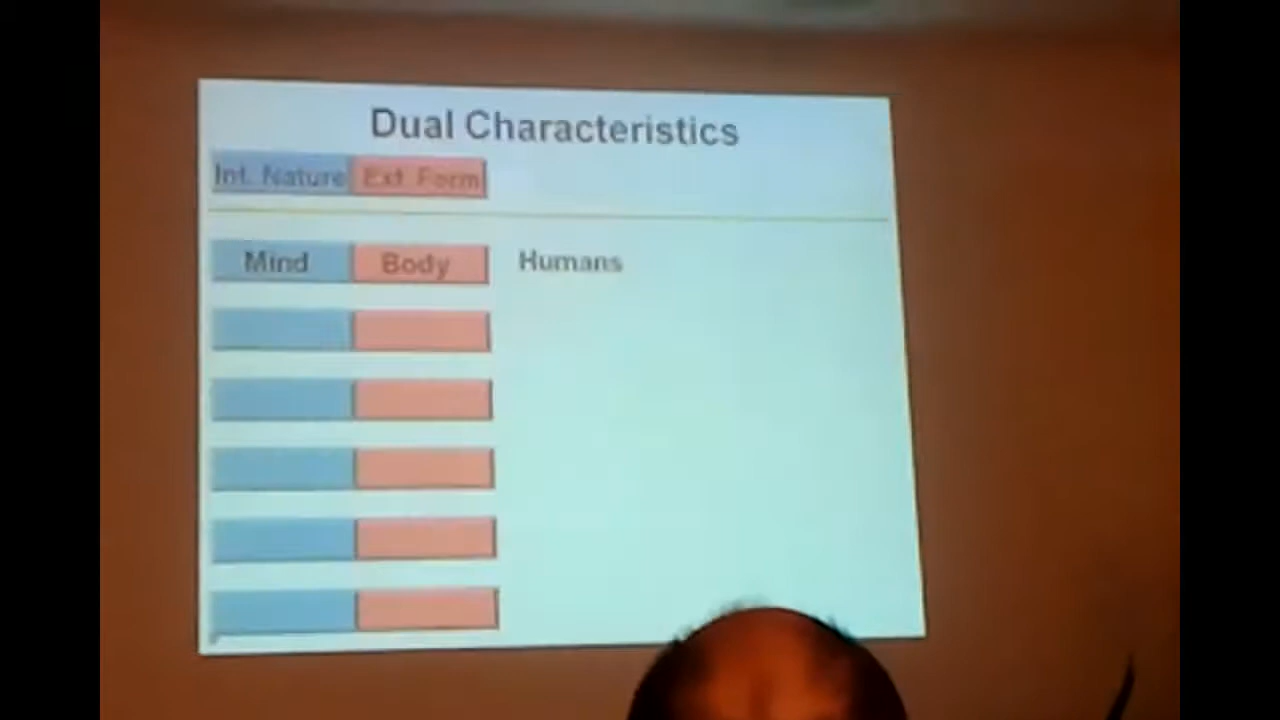 Dual Characteristics
Int. Nature Ext. Form
Mind Body Humans